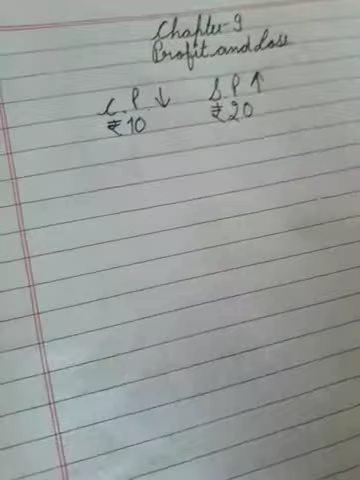 Chapter-9
Profit and Loss
C.P ↓ S.P ↑
₹10 ₹20